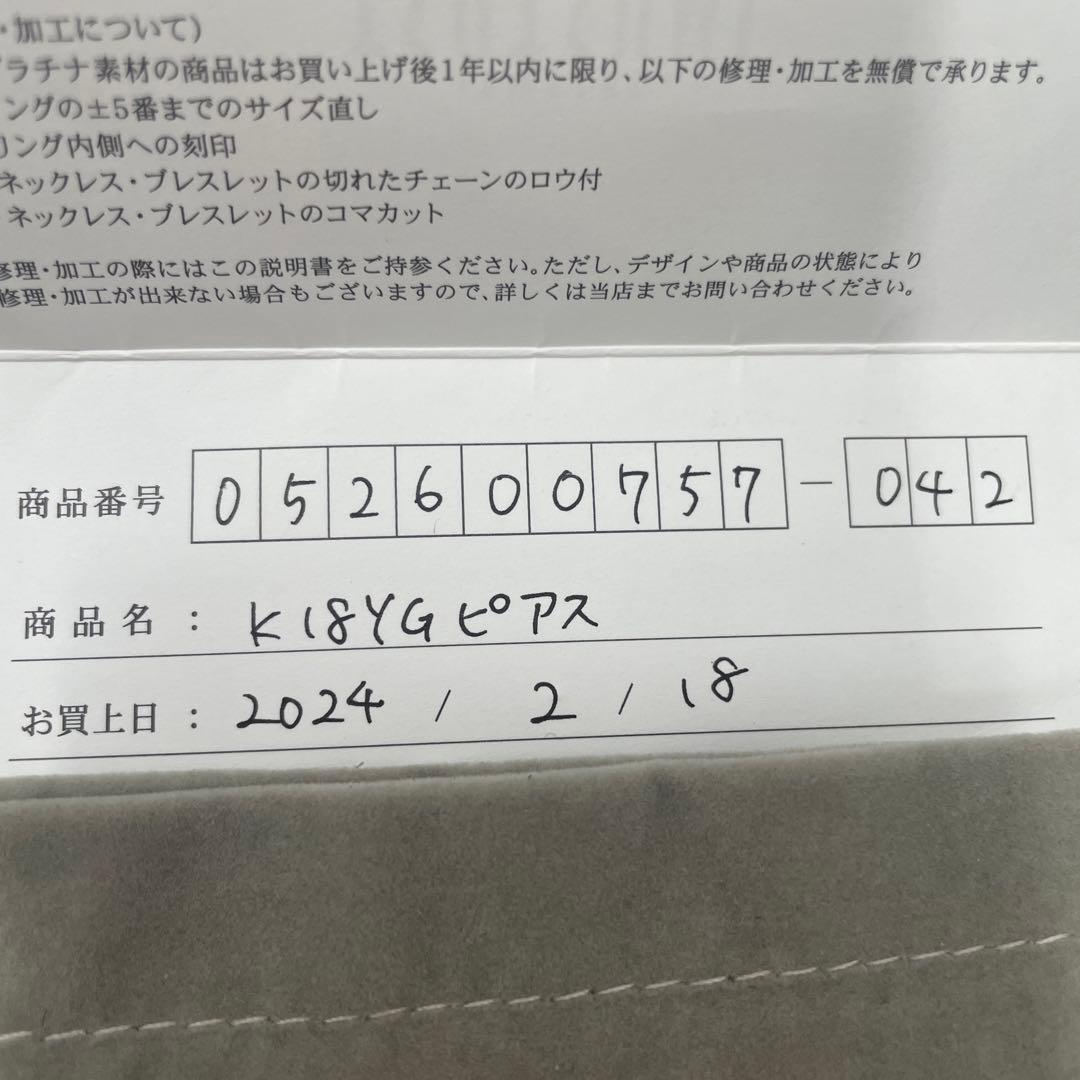 ・加工について）
ラチナ素材の商品はお買い上げ後1年以内に限り、以下の修理・加工を無償で承ります。
ングの±5番までのサイズ直し
リング内側への刻印
ネックレス・ブレスレットの切れたチェーンのロウ付
ネックレス・ブレスレットのコマカット
修理・加工の際にはこの説明書をご持参ください。ただし、デザインや商品の状態により
修理・加工が出来ない場合もございますので、詳しくは当店までお問い合わせください。
商品番号 052600757 － 042
商品名 : K18YGピアス
お買上日 : 2024 / 2 / 18